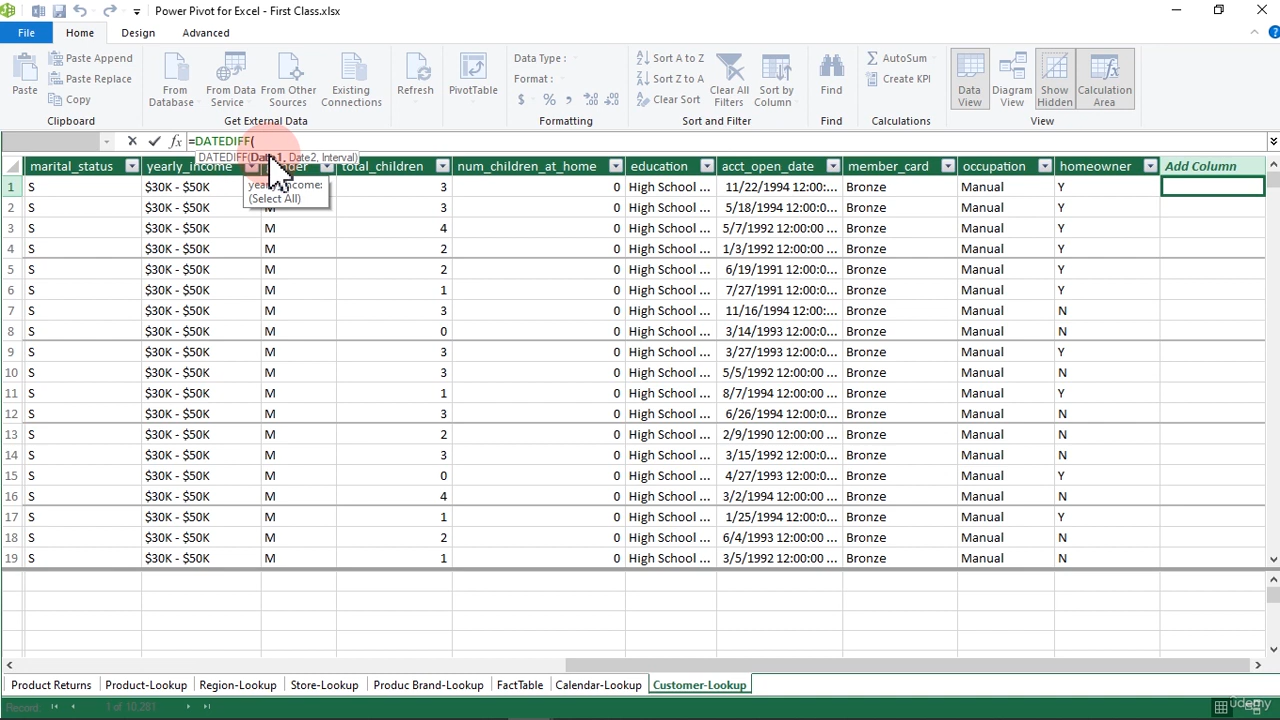 Power Pivot for Excel - First Class.xlsx
File Home Design Advanced
Paste Paste Append Paste Replace Copy
Clipboard
From Database From Data Service From Other Sources Existing Connections
Get External Data
Refresh
PivotTable
Data Type : Format : $ % ,
Formatting
Sort A to Z Sort Z to A Clear Sort Clear All Filters Sort by Column
Sort and Filter
Find
Find
AutoSum Create KPI
Calculations
Data View Diagram View Show Hidden Calculation Area
View
fx =DATEDIFF(
DATEDIFF(Date1, Date2, Interval)
marital_status yearly_income total_children num_children_at_home education acct_open_date member_card occupation homeowner Add Column
yearly_income:
(Select All)
1 S $30K - $50K 3 0 High School ... 11/22/1994 12:00:... Bronze Manual Y
2 S $30K - $50K M 3 0 High School ... 5/18/1994 12:00:00 ... Bronze Manual Y
3 S $30K - $50K M 4 0 High School ... 5/7/1992 12:00:00 ... Bronze Manual Y
4 S $30K - $50K M 2 0 High School ... 1/3/1992 12:00:00 ... Bronze Manual Y
5 S $30K - $50K M 2 0 High School ... 6/19/1991 12:00:00 ... Bronze Manual Y
6 S $30K - $50K M 1 0 High School ... 7/27/1991 12:00:00 ... Bronze Manual Y
7 S $30K - $50K M 3 0 High School ... 11/16/1994 12:00:... Bronze Manual N
8 S $30K - $50K M 0 0 High School ... 3/14/1993 12:00:00 ... Bronze Manual N
9 S $30K - $50K M 3 0 High School ... 3/27/1993 12:00:00 ... Bronze Manual Y
10 S $30K - $50K M 3 0 High School ... 5/5/1992 12:00:00 ... Bronze Manual N
11 S $30K - $50K M 1 0 High School ... 8/7/1994 12:00:00 ... Bronze Manual Y
12 S $30K - $50K M 3 0 High School ... 6/26/1994 12:00:00 ... Bronze Manual N
13 S $30K - $50K M 2 0 High School ... 2/9/1990 12:00:00 ... Bronze Manual N
14 S $30K - $50K M 3 0 High School ... 3/15/1992 12:00:00 ... Bronze Manual N
15 S $30K - $50K M 0 0 High School ... 4/27/1993 12:00:00 ... Bronze Manual Y
16 S $30K - $50K M 4 0 High School ... 3/2/1994 12:00:00 ... Bronze Manual N
17 S $30K - $50K M 1 0 High School ... 1/25/1994 12:00:0... Bronze Manual Y
18 S $30K - $50K M 2 0 High School ... 6/4/1993 12:00:00 ... Bronze Manual N
19 S $30K - $50K M 1 0 High School ... 3/5/1992 12:00:00 ... Bronze Manual N
Product Returns Product-Lookup Region-Lookup Store-Lookup Produc Brand-Lookup FactTable Calendar-Lookup Customer-Lookup
Record: 1 of 10,281
Udemy